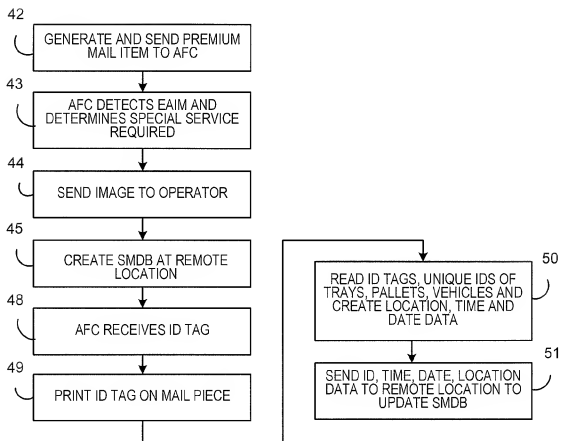 42
GENERATE AND SEND PREMIUM
MAIL ITEM TO AFC
43
AFC DETECTS EAIM AND
DETERMINES SPECIAL SERVICE
REQUIRED
44
SEND IMAGE TO OPERATOR
45
CREATE SMDB AT REMOTE
LOCATION
48
AFC RECEIVES ID TAG
49
PRINT ID TAG ON MAIL PIECE
50
READ ID TAGS, UNIQUE IDS OF
TRAYS, PALLETS, VEHICLES AND
CREATE LOCATION, TIME AND
DATE DATA
51
SEND ID, TIME, DATE, LOCATION
DATA TO REMOTE LOCATION TO
UPDATE SMDB